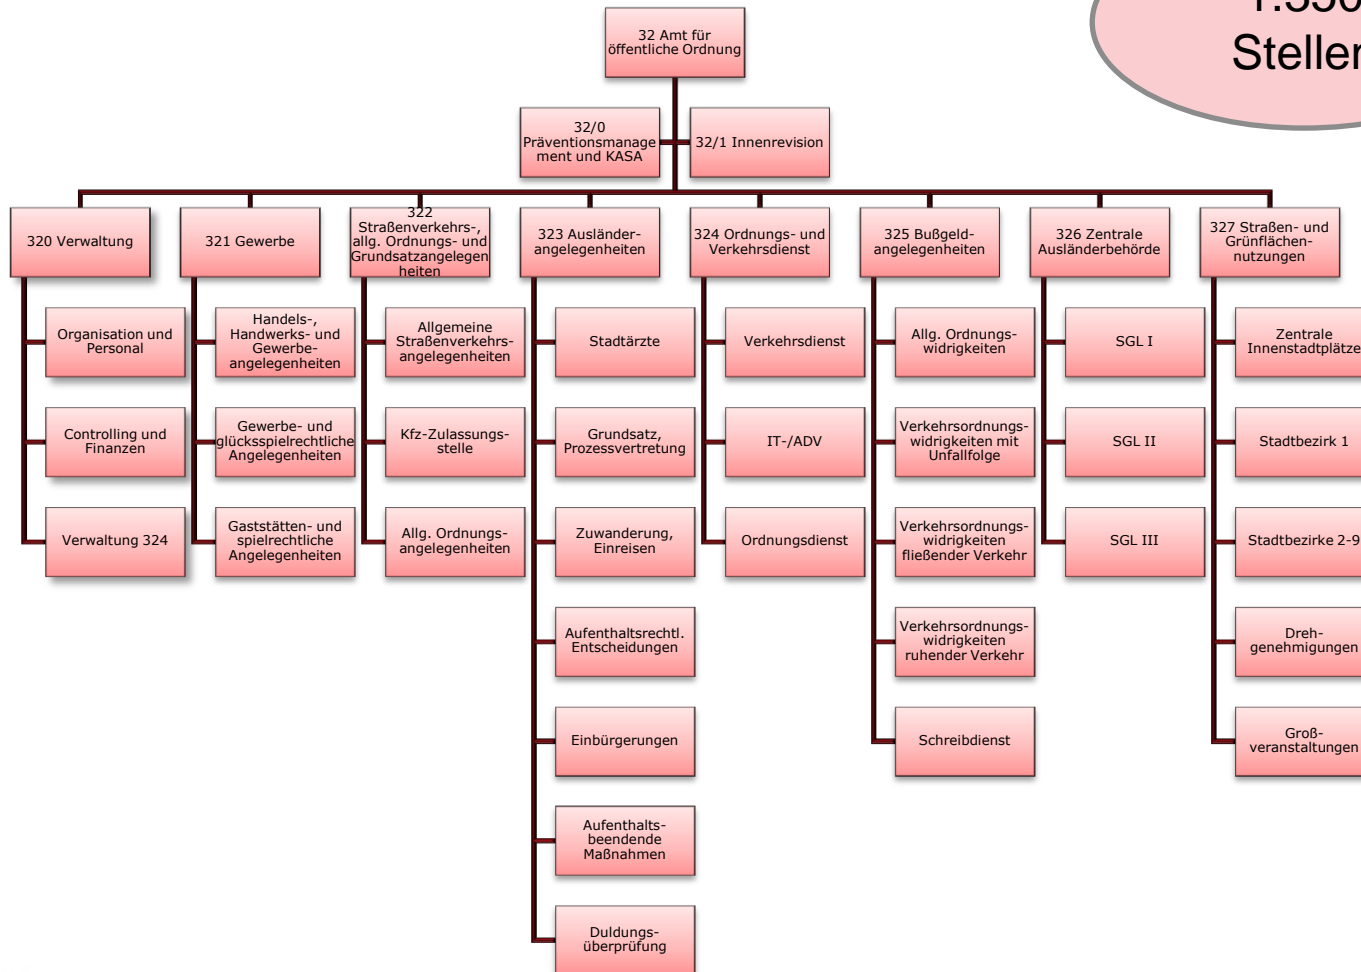 Stellen
32 Amt für
öffentliche Ordnung
32/0
Präventionsmanage
ment und KASA
32/1 Innenrevision
320 Verwaltung
Organisation und
Personal
Controlling und
Finanzen
Verwaltung 324
321 Gewerbe
Handels-,
Handwerks- und
Gewerbe-
angelegenheiten
Gewerbe- und
glücksspielrechtliche
Angelegenheiten
Gaststätten- und
spielrechtliche
Angelegenheiten
322
Straßenverkehrs-,
allg. Ordnungs- und
Grundsatzangelegen
heiten
Allgemeine
Straßenverkehrs-
angelegenheiten
Kfz-Zulassungs-
stelle
Allg. Ordnungs-
angelegenheiten
323 Ausländer-
angelegenheiten
Stadtärzte
Grundsatz,
Prozessvertretung
Zuwanderung,
Einreisen
Aufenthaltsrechtl.
Entscheidungen
Einbürgerungen
Aufenthalts-
beendende
Maßnahmen
Duldungs-
überprüfung
324 Ordnungs- und
Verkehrsdienst
Verkehrsdienst
IT-/ADV
Ordnungsdienst
325 Bußgeld-
angelegenheiten
Allg. Ordnungs-
widrigkeiten
Verkehrsordnungs-
widrigkeiten mit
Unfallfolge
Verkehrsordnungs-
widrigkeiten
fließender Verkehr
Verkehrsordnungs-
widrigkeiten
ruhender Verkehr
Schreibdienst
326 Zentrale
Ausländerbehörde
SGL I
SGL II
SGL III
327 Straßen- und
Grünflächen-
nutzungen
Zentrale
Innenstadtplätze
Stadtbezirk 1
Stadtbezirke 2-9
Dreh-
genehmigungen
Groß-
veranstaltungen